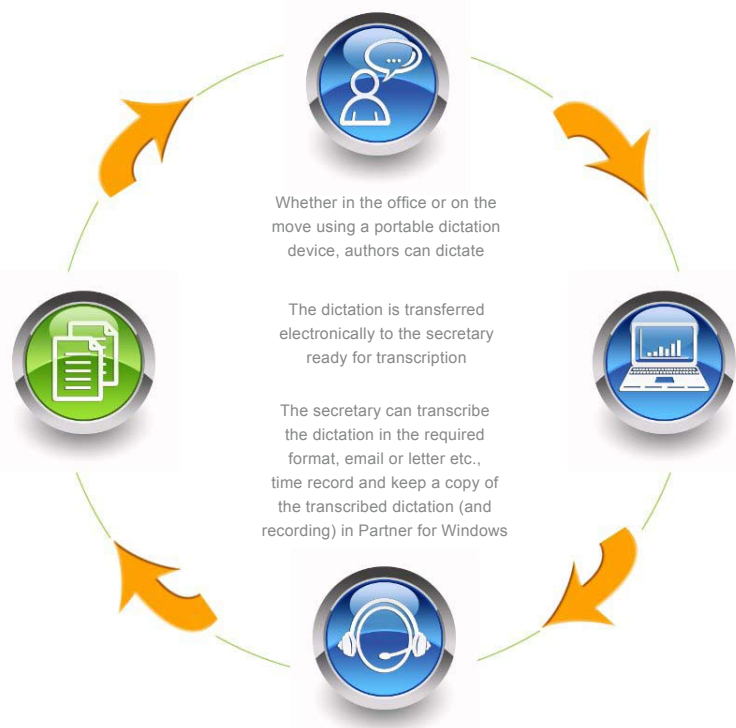 Whether in the office or on the
move using a portable dictation
device, authors can dictate
The dictation is transferred
electronically to the secretary
ready for transcription
The secretary can transcribe
the dictation in the required
format, email or letter etc.,
time record and keep a copy of
the transcribed dictation (and
recording) in Partner for Windows